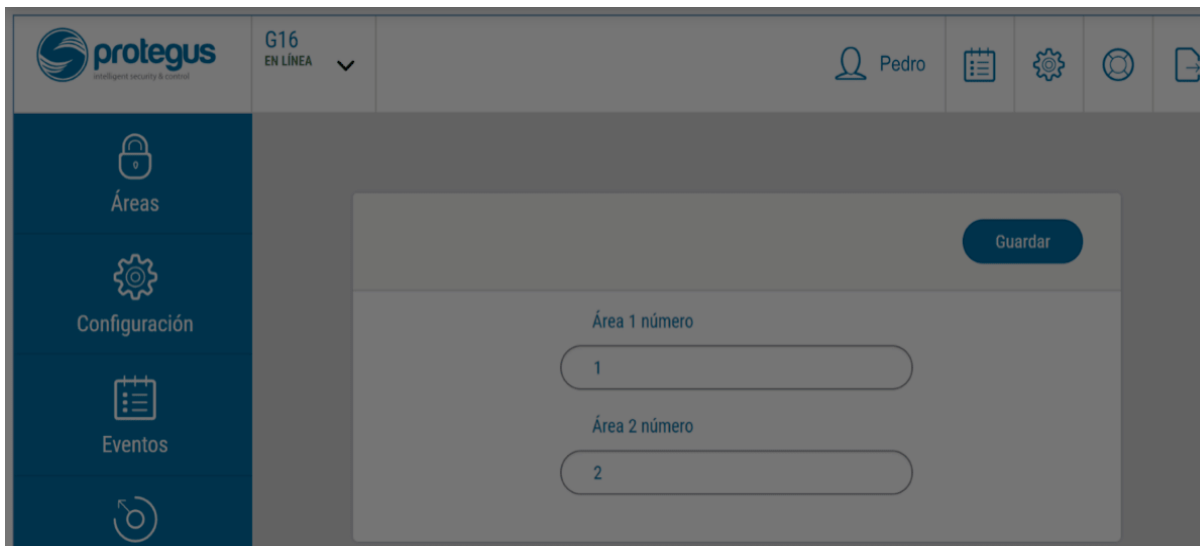 protegus
intelligent security & control
G16
EN LÍNEA
Pedro
Áreas
Configuración
Eventos
Guardar
Área 1 número
1
Área 2 número
2